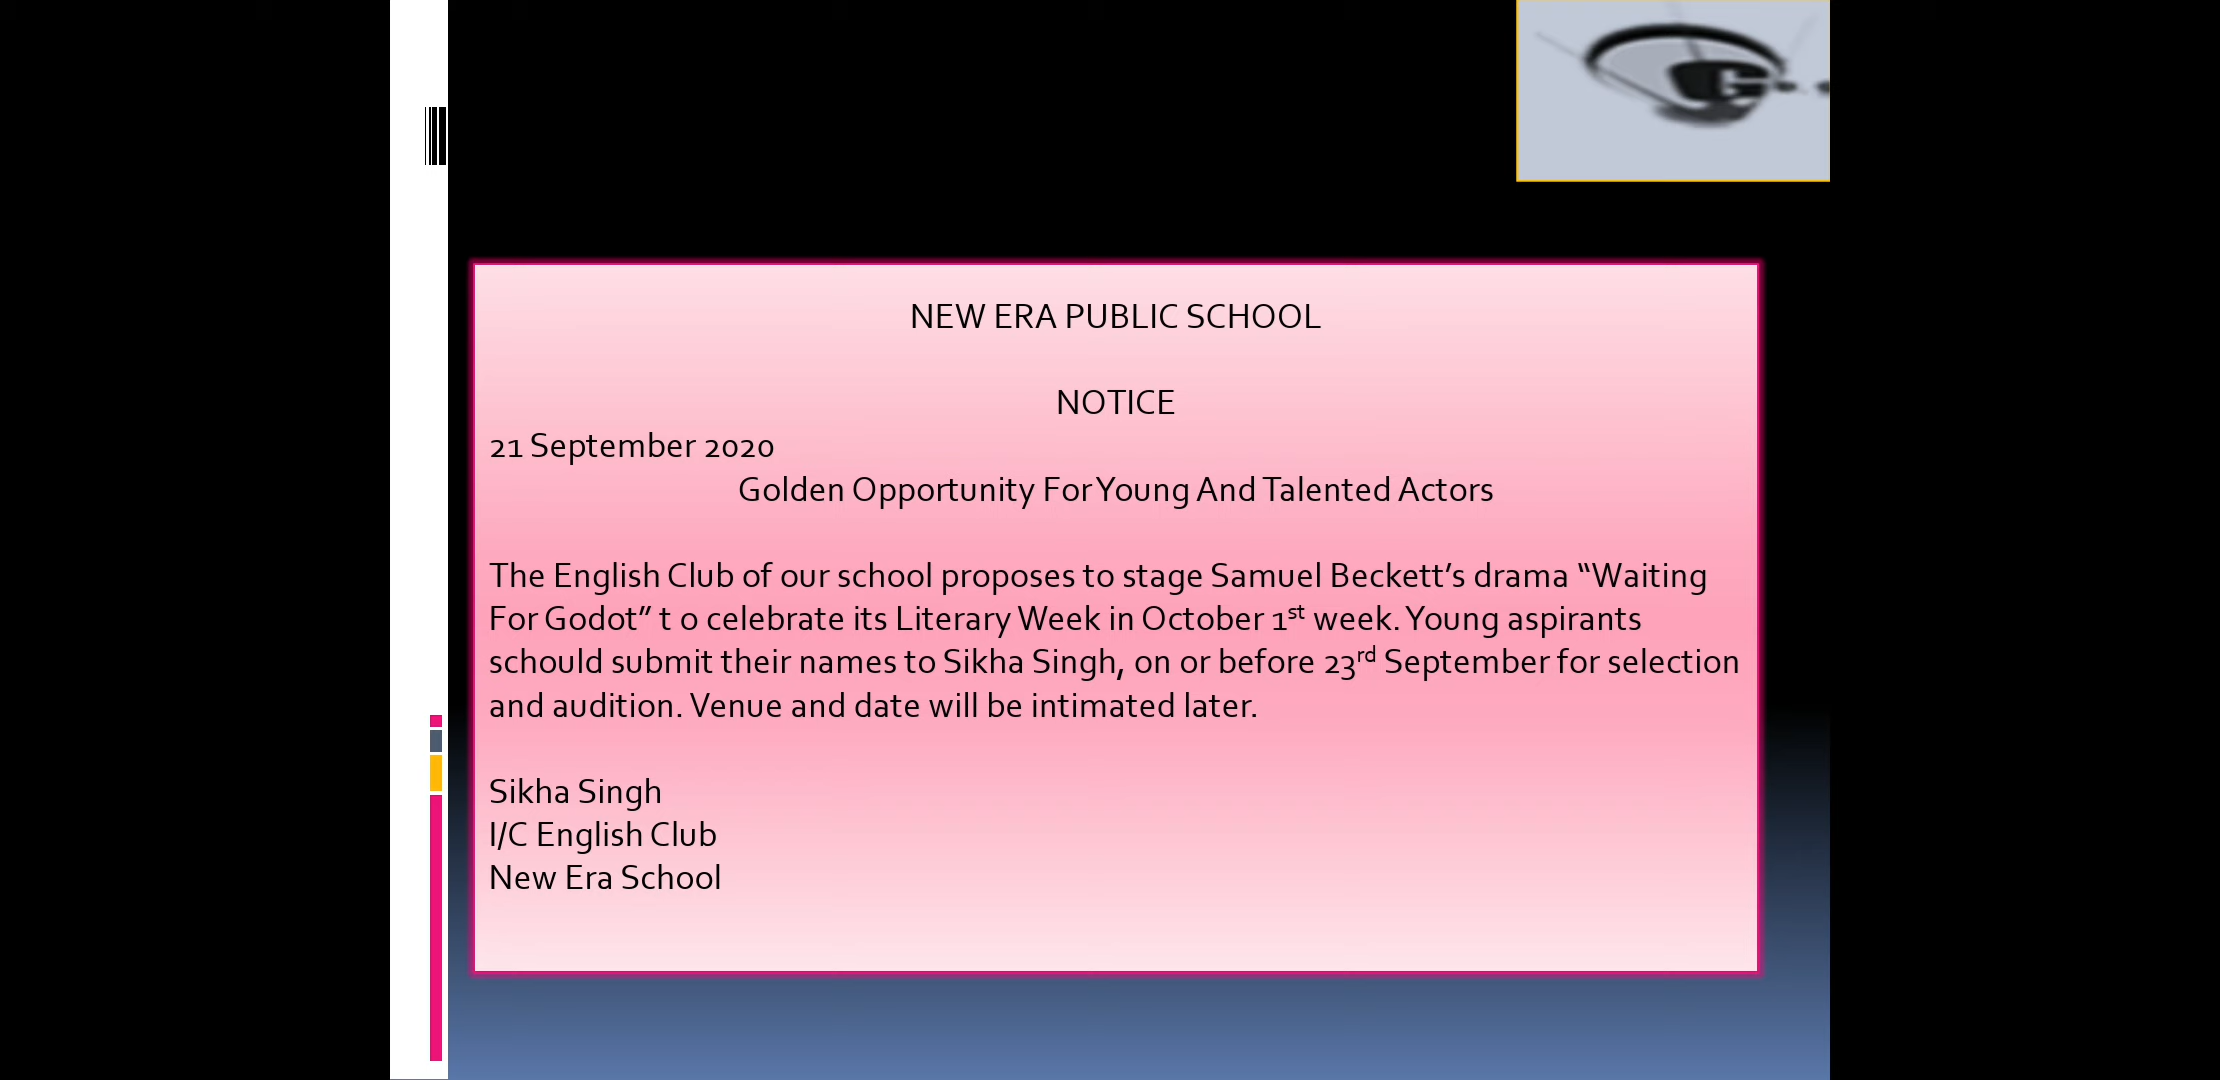 NEW ERA PUBLIC SCHOOL
NOTICE
21 September 2020
Golden Opportunity For Young And Talented Actors
The English Club of our school proposes to stage Samuel Beckett’s drama “Waiting
For Godot” t o celebrate its Literary Week in October 1st week. Young aspirants
schould submit their names to Sikha Singh, on or before 23rd September for selection
and audition. Venue and date will be intimated later.
Sikha Singh
I/C English Club
New Era School